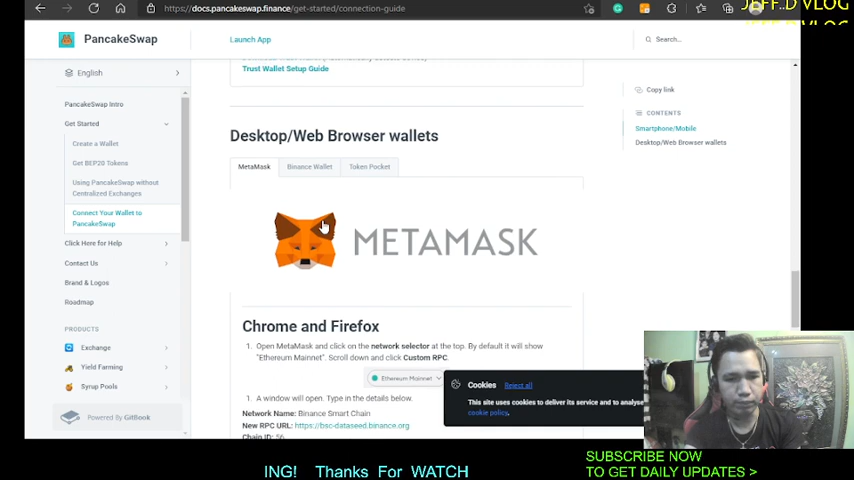 https://docs.pancakeswap.finance/get-started/connection-guide
JEFF.D VLOG
PancakeSwap
Launch App
Search...
English
PancakeSwap Intro
Get Started
Create a Wallet
Get BEP20 Tokens
Using PancakeSwap without
Centralized Exchanges
Connect Your Wallet to
PancakeSwap
Click Here for Help
Contact Us
Brand & Logos
Roadmap
PRODUCTS
Exchange
Yield Farming
Syrup Pools
Powered By GitBook
Trust Wallet Setup Guide
Desktop/Web Browser wallets
MetaMask
Binance Wallet
Token Pocket
METAMASK
Chrome and Firefox
1. Open MetaMask and click on the network selector at the top. By default it will show
"Ethereum Mainnet". Scroll down and click Custom RPC.
Ethereum Mainnet
1. A window will open. Type in the details below.
Network Name: Binance Smart Chain
New RPC URL: https://bsc-dataseed.binance.org
Chain ID: 56
Copy link
CONTENTS
Smartphone/Mobile
Desktop/Web Browser wallets
Cookies
Reject all
This site uses cookies to deliver its service and to analyse
cookie policy.
SUBSCRIBE NOW
TO GET DAILY UPDATES >
ING! Thanks For WATCH